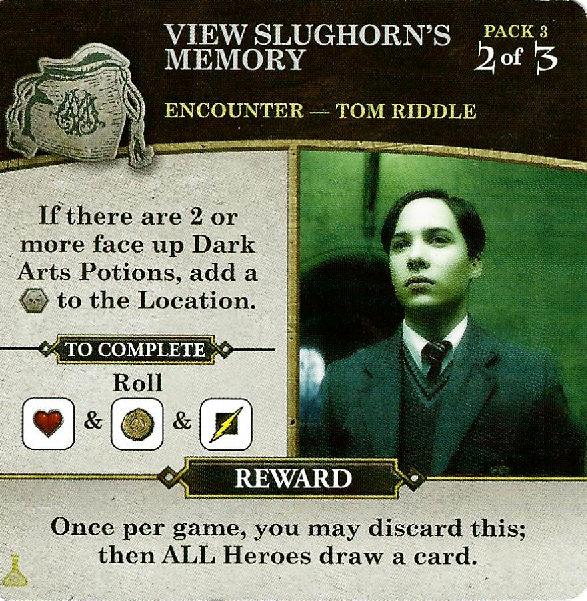 VIEW SLUGHORN'S
MEMORY
PACK 3
2 of 3
ENCOUNTER — TOM RIDDLE
If there are 2 or
more face up Dark
Arts Potions, add a
to the Location.
TO COMPLETE
Roll
& &
REWARD
Once per game, you may discard this;
then ALL Heroes draw a card.